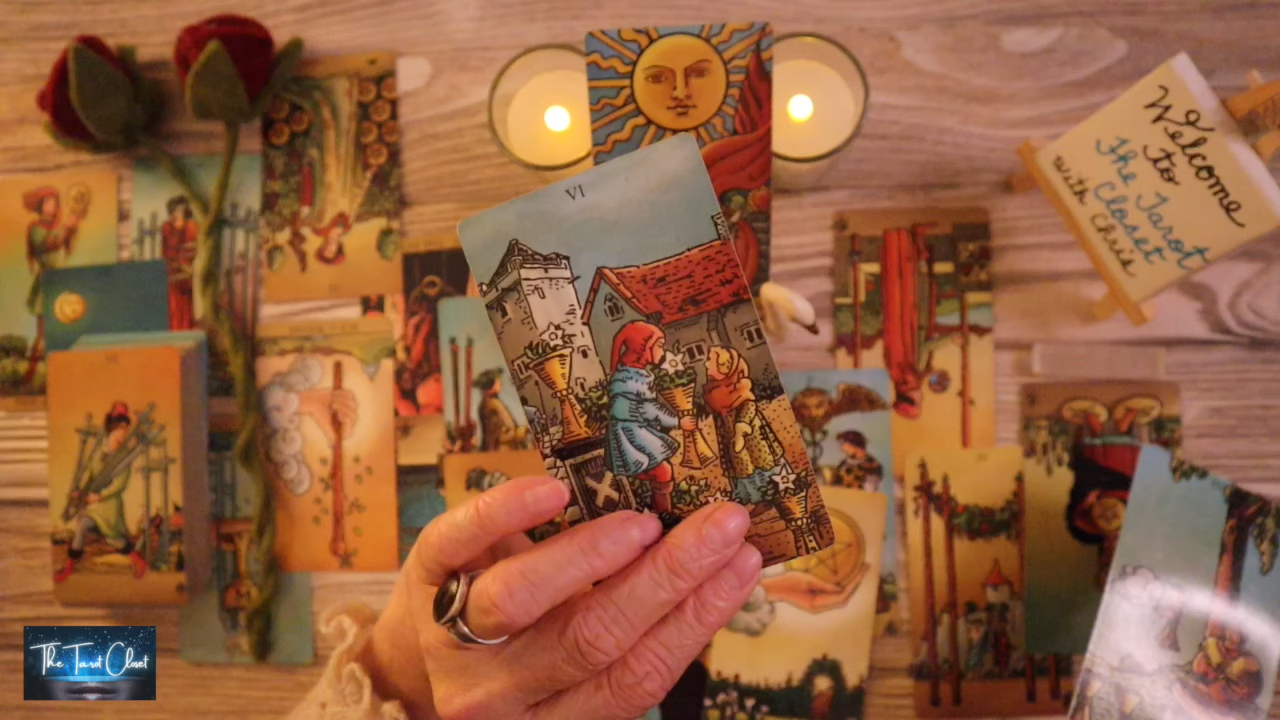 VI
Welcome
to
The Tarot
Closet
With Chris
The Tarot Closet